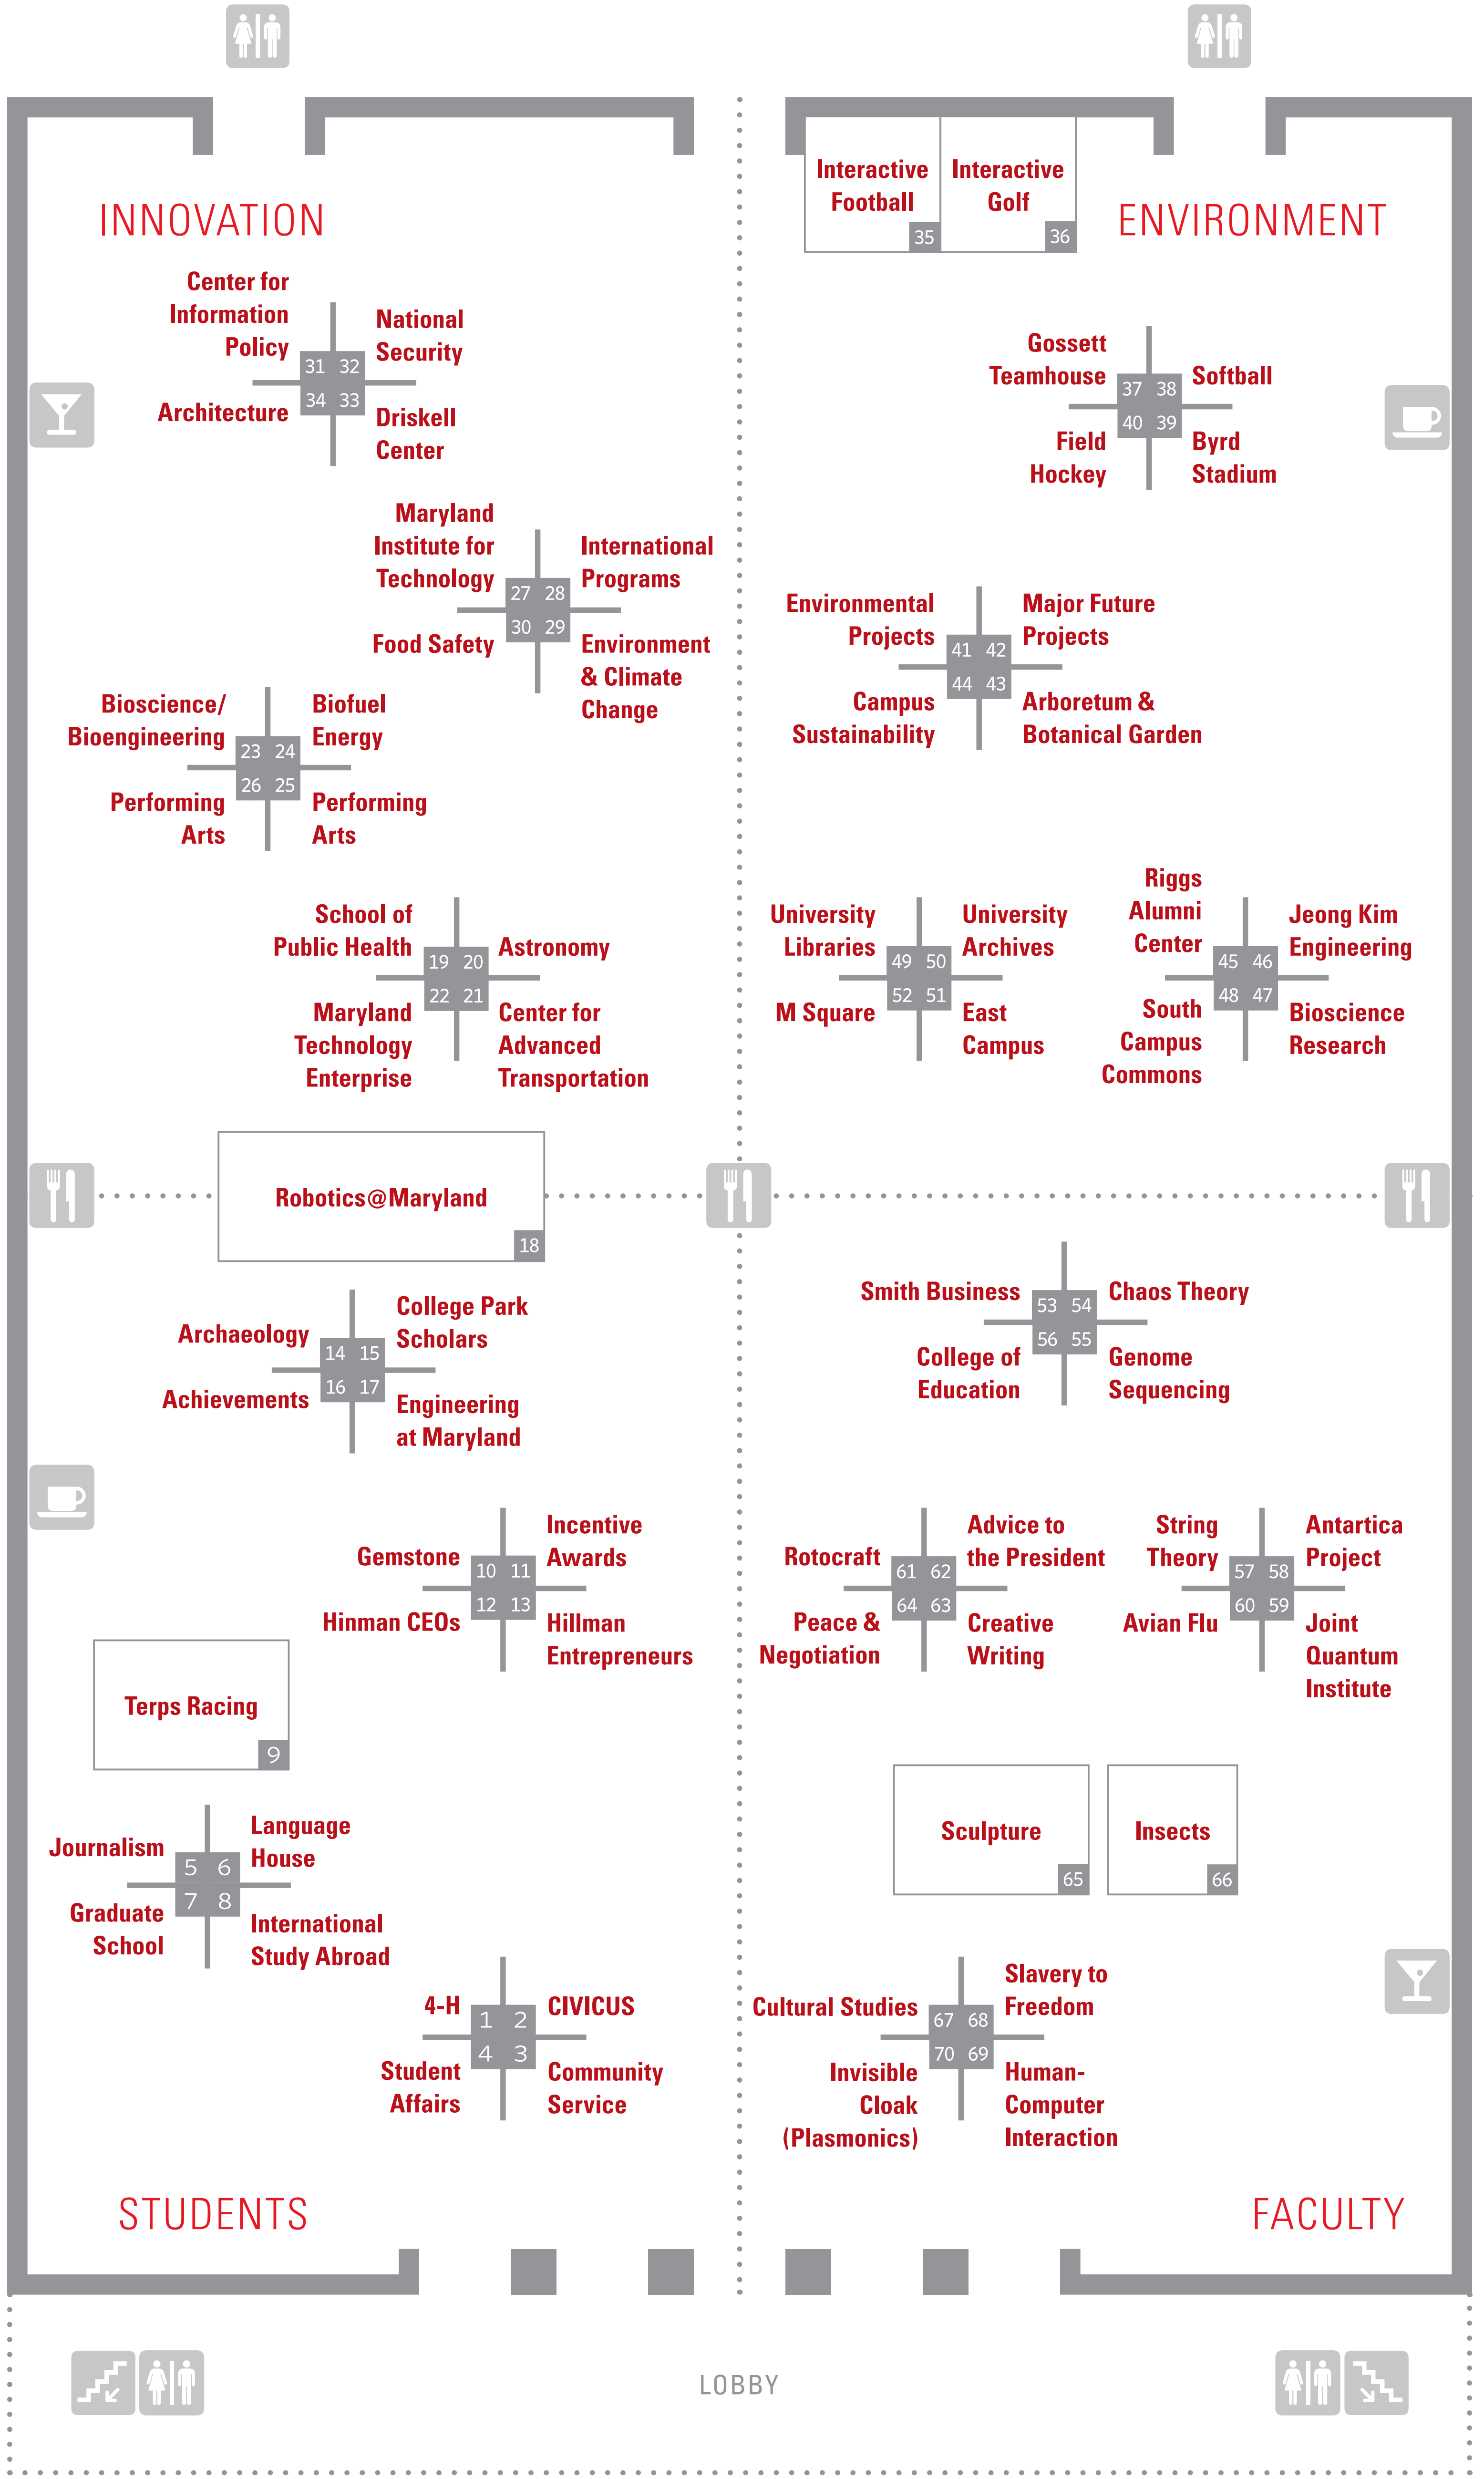 INNOVATION
Center for
Information
Policy
National
Security
31 32
34 33
Architecture
Driskell
Center
Maryland
Institute for
Technology
International
Programs
27 28
30 29
Food Safety
Environment
& Climate
Change
Bioscience/
Bioengineering
Biofuel
Energy
23 24
26 25
Performing
Arts
Performing
Arts
School of
Public Health
Astronomy
19 20
22 21
Maryland
Technology
Enterprise
Center for
Advanced
Transportation
Interactive
Football
35
Interactive
Golf
36
ENVIRONMENT
Gossett
Teamhouse
Softball
37 38
40 39
Field
Hockey
Byrd
Stadium
Environmental
Projects
Major Future
Projects
41 42
44 43
Campus
Sustainability
Arboretum &
Botanical Garden
University
Libraries
University
Archives
49 50
52 51
M Square
East
Campus
Riggs
Alumni
Center
Jeong Kim
Engineering
45 46
48 47
South
Campus
Commons
Bioscience
Research
Robotics@Maryland
18
Archaeology
College Park
Scholars
14 15
16 17
Achievements
Engineering
at Maryland
Gemstone
Incentive
Awards
10 11
12 13
Hinman CEOs
Hillman
Entrepreneurs
Terps Racing
9
Journalism
Language
House
5 6
7 8
Graduate
School
International
Study Abroad
4-H
CIVICUS
1 2
4 3
Student
Affairs
Community
Service
STUDENTS
Smith Business
Chaos Theory
53 54
56 55
College of
Education
Genome
Sequencing
Rotocraft
Advice to
the President
61 62
64 63
Peace &
Negotiation
Creative
Writing
String
Theory
Antartica
Project
57 58
60 59
Avian Flu
Joint
Quantum
Institute
Sculpture
65
Insects
66
Cultural Studies
Slavery to
Freedom
67 68
70 69
Invisible
Cloak
(Plasmonics)
Human-
Computer
Interaction
FACULTY
LOBBY